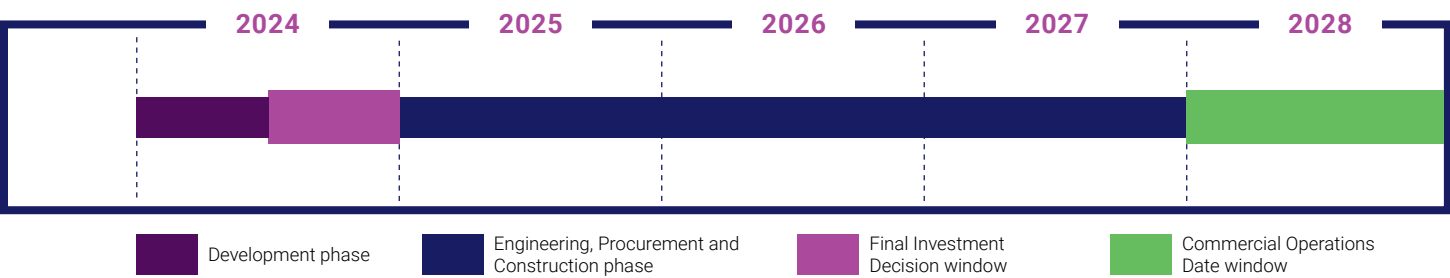 2024 2025 2026 2027 2028
Development phase
Engineering, Procurement and
Construction phase
Final Investment
Decision window
Commercial Operations
Date window